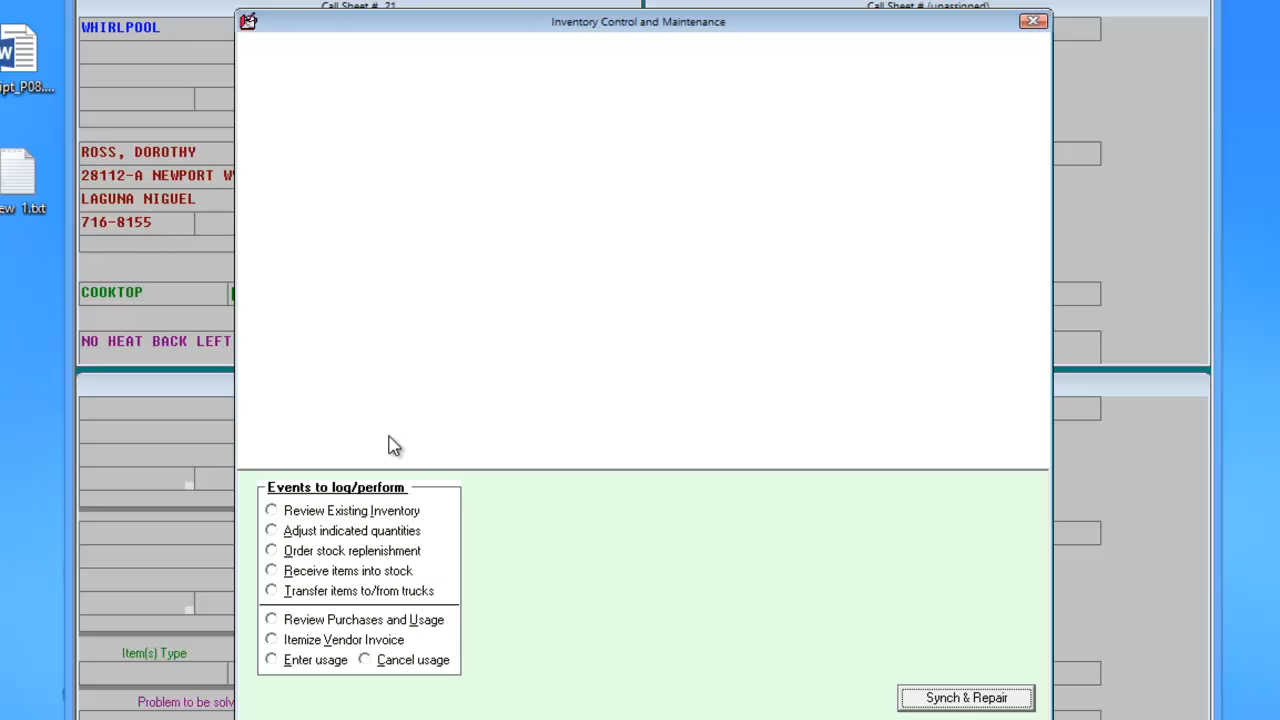 Call Sheet # 21
Call Sheet # (unassigned)
Inventory Control and Maintenance
WHIRLPOOL
ipt_P08....
ROSS, DOROTHY
28112-A NEWPORT
LAGUNA NIGUEL
716-8155
ew 1.txt
COOKTOP
NO HEAT BACK LEFT
Events to log/perform
Review Existing Inventory
Adjust indicated quantities
Order stock replenishment
Receive items into stock
Transfer items to/from trucks
Review Purchases and Usage
Itemize Vendor Invoice
Enter usage Cancel usage
Item(s) Type
Problem to be solv
Synch & Repair